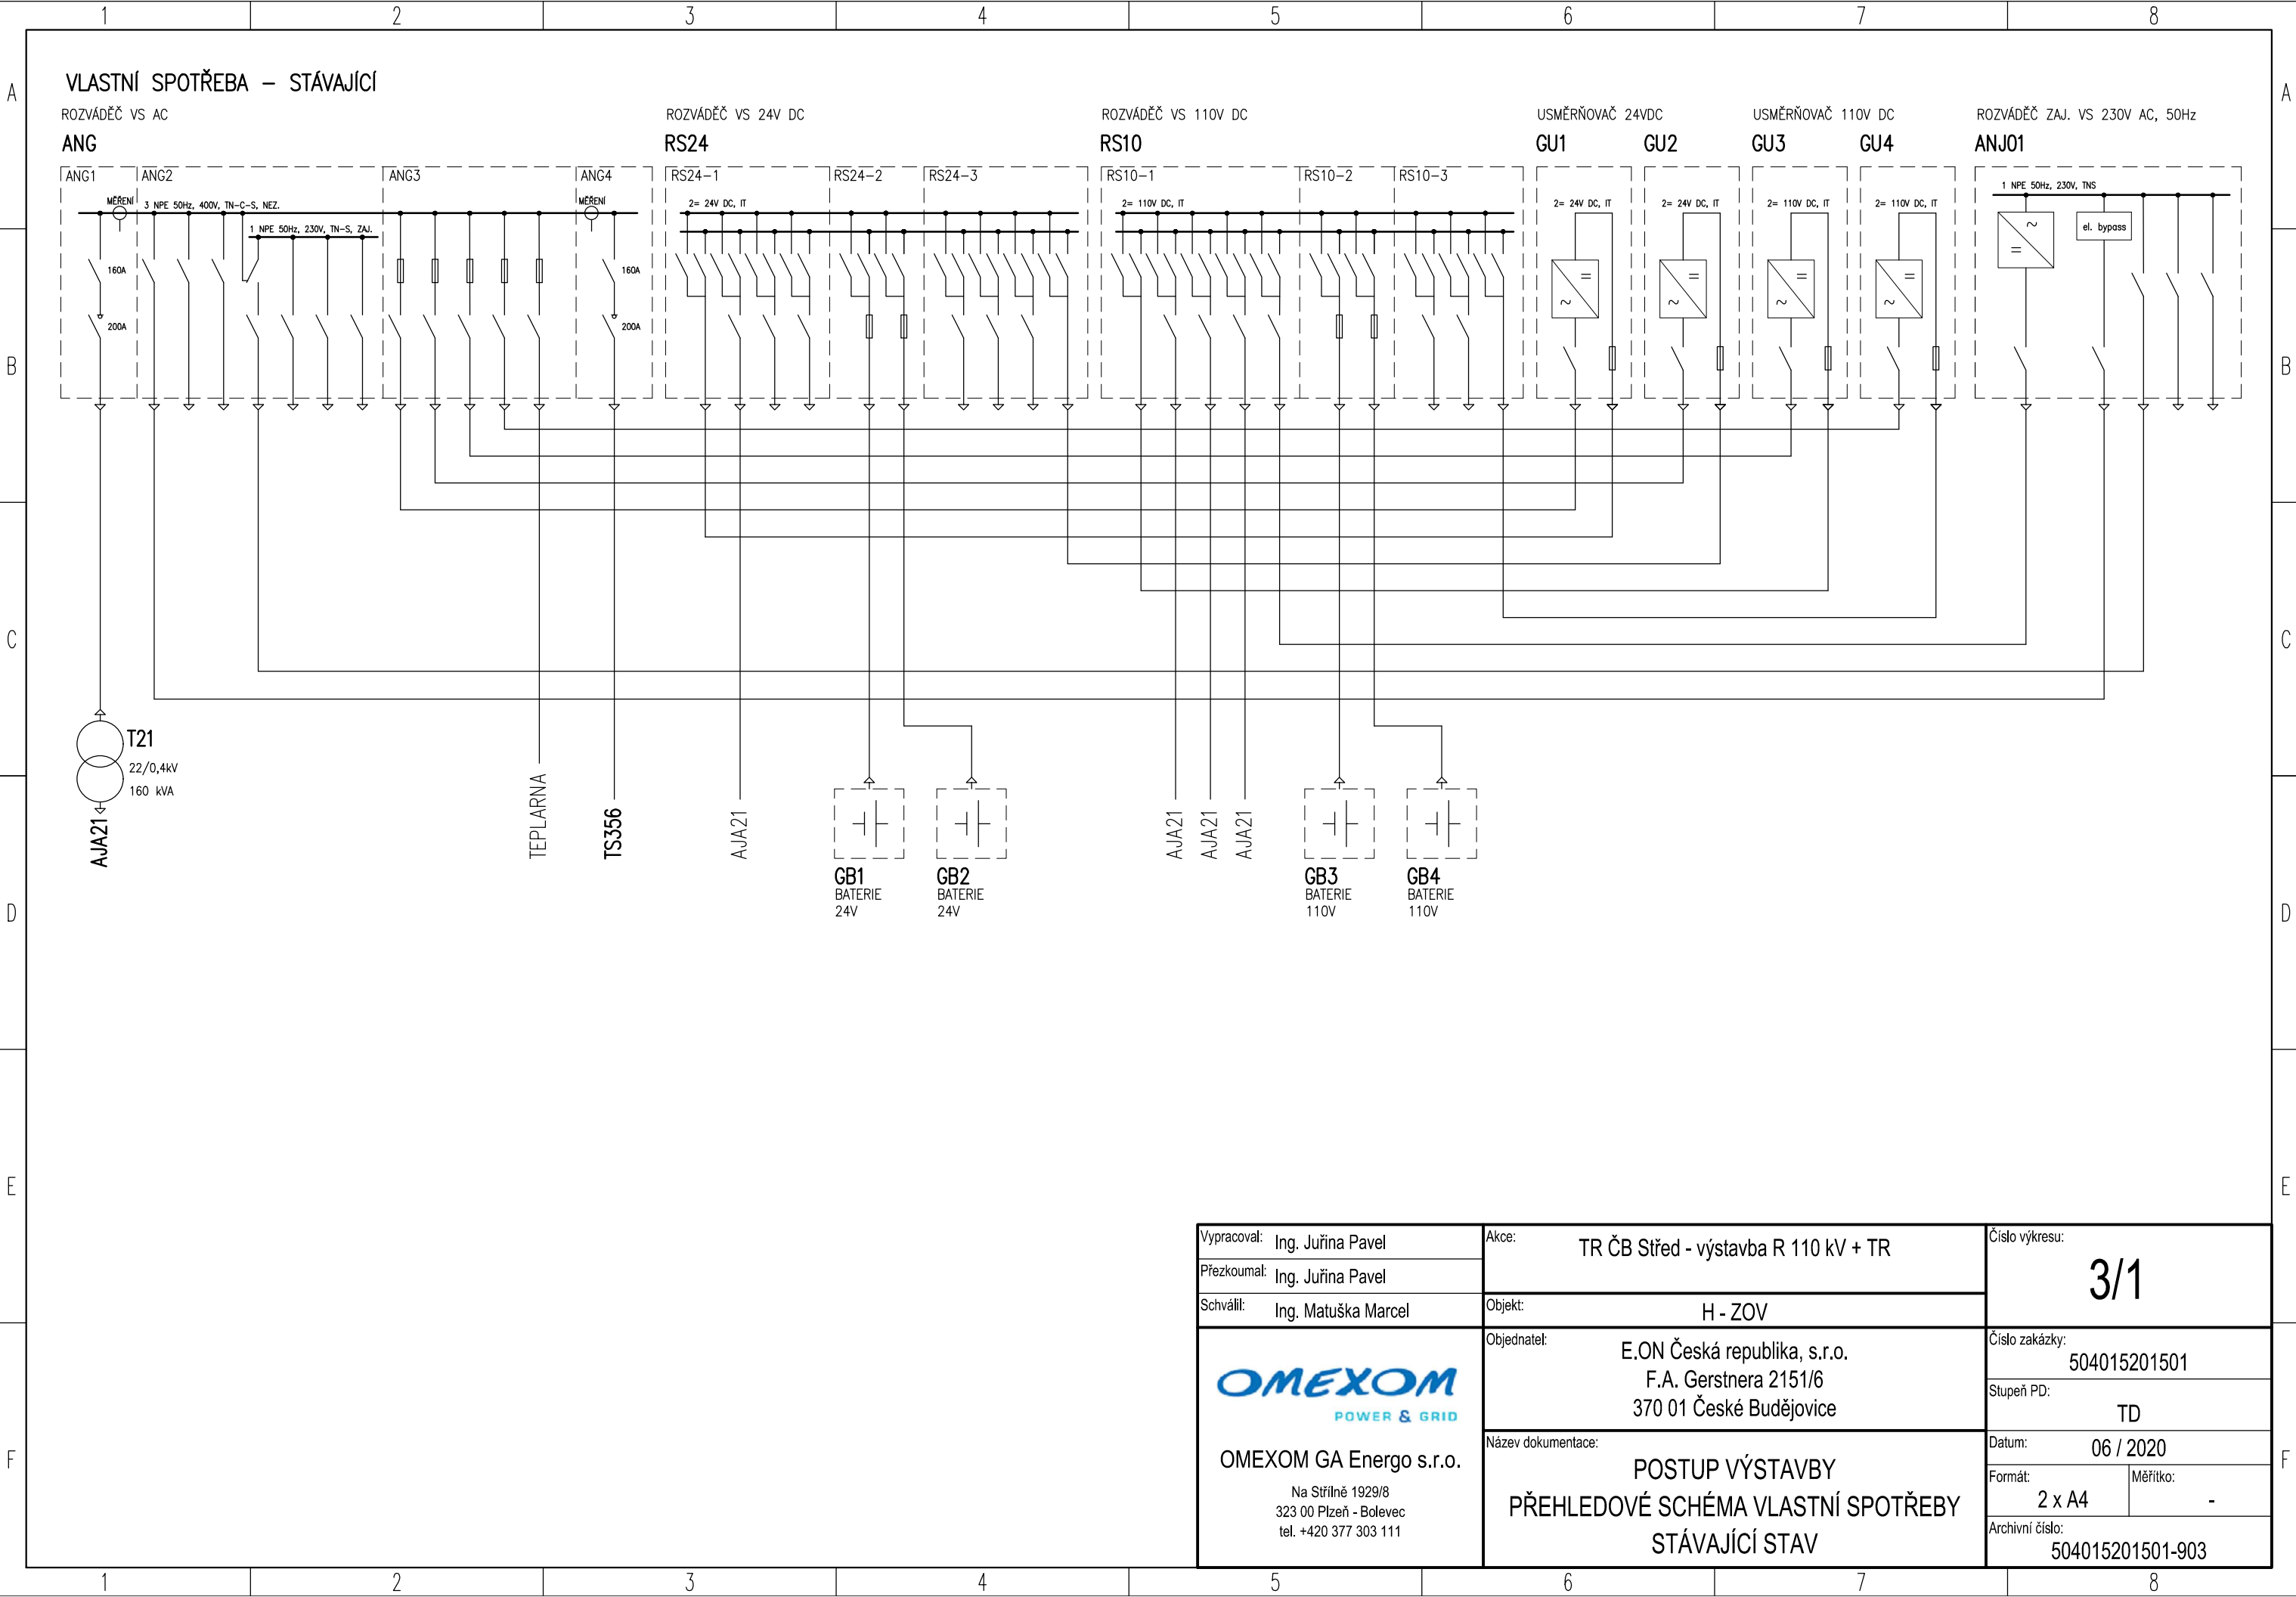 1 2 3 4 5 6 7 8
A A
VLASTNÍ SPOTŘEBA – STÁVAJÍCÍ
ROZVÁDĚČ VS AC
ROZVÁDĚČ VS 24V DC
ROZVÁDĚČ VS 110V DC
USMĚRŇOVAČ 24VDC
USMĚRŇOVAČ 110V DC
ROZVÁDĚČ ZAJ. VS 230V AC, 50Hz
ANG
RS24
RS10
GU1
GU2
GU3
GU4
ANJ01
ANG1
ANG2
ANG3
ANG4
RS24-1
RS24-2
RS24-3
RS10-1
RS10-2
RS10-3
1 NPE 50Hz, 230V, TNS
MĚŘENÍ
3 NPE 50Hz, 400V, TN-C-S, NEZ.
MĚŘENÍ
2= 24V DC, IT
2= 110V DC, IT
2= 24V DC, IT
2= 24V DC, IT
2= 110V DC, IT
2= 110V DC, IT
1 NPE 50Hz, 230V, TN-S, ZAJ.
el. bypass
160A
160A
200A
200A
B B
C C
T21
22/0,4kV
160 kVA
AJA21
TEPLARNA
TS356
AJA21
AJA21
AJA21
AJA21
GB1
BATERIE
24V
GB2
BATERIE
24V
GB3
BATERIE
110V
GB4
BATERIE
110V
D D
E E
Vypracoval: Ing. Juřina Pavel
Přezkoumal: Ing. Juřina Pavel
Schválil: Ing. Matuška Marcel
Akce: TR ČB Střed - výstavba R 110 kV + TR
Objekt: H - ZOV
Číslo výkresu:
3/1
OMEXOM
POWER & GRID
OMEXOM GA Energo s.r.o.
Na Střílně 1929/8
323 00 Plzeň - Bolevec
tel. +420 377 303 111
Objednatel:
E.ON Česká republika, s.r.o.
F.A. Gerstnera 2151/6
370 01 České Budějovice
Název dokumentace:
POSTUP VÝSTAVBY
PŘEHLEDOVÉ SCHÉMA VLASTNÍ SPOTŘEBY
STÁVAJÍCÍ STAV
Číslo zakázky:
504015201501
Stupeň PD:
TD
Datum: 06 / 2020
Formát: 2 x A4
Měřítko: -
Archivní číslo:
504015201501-903
F F
1 2 3 4 5 6 7 8